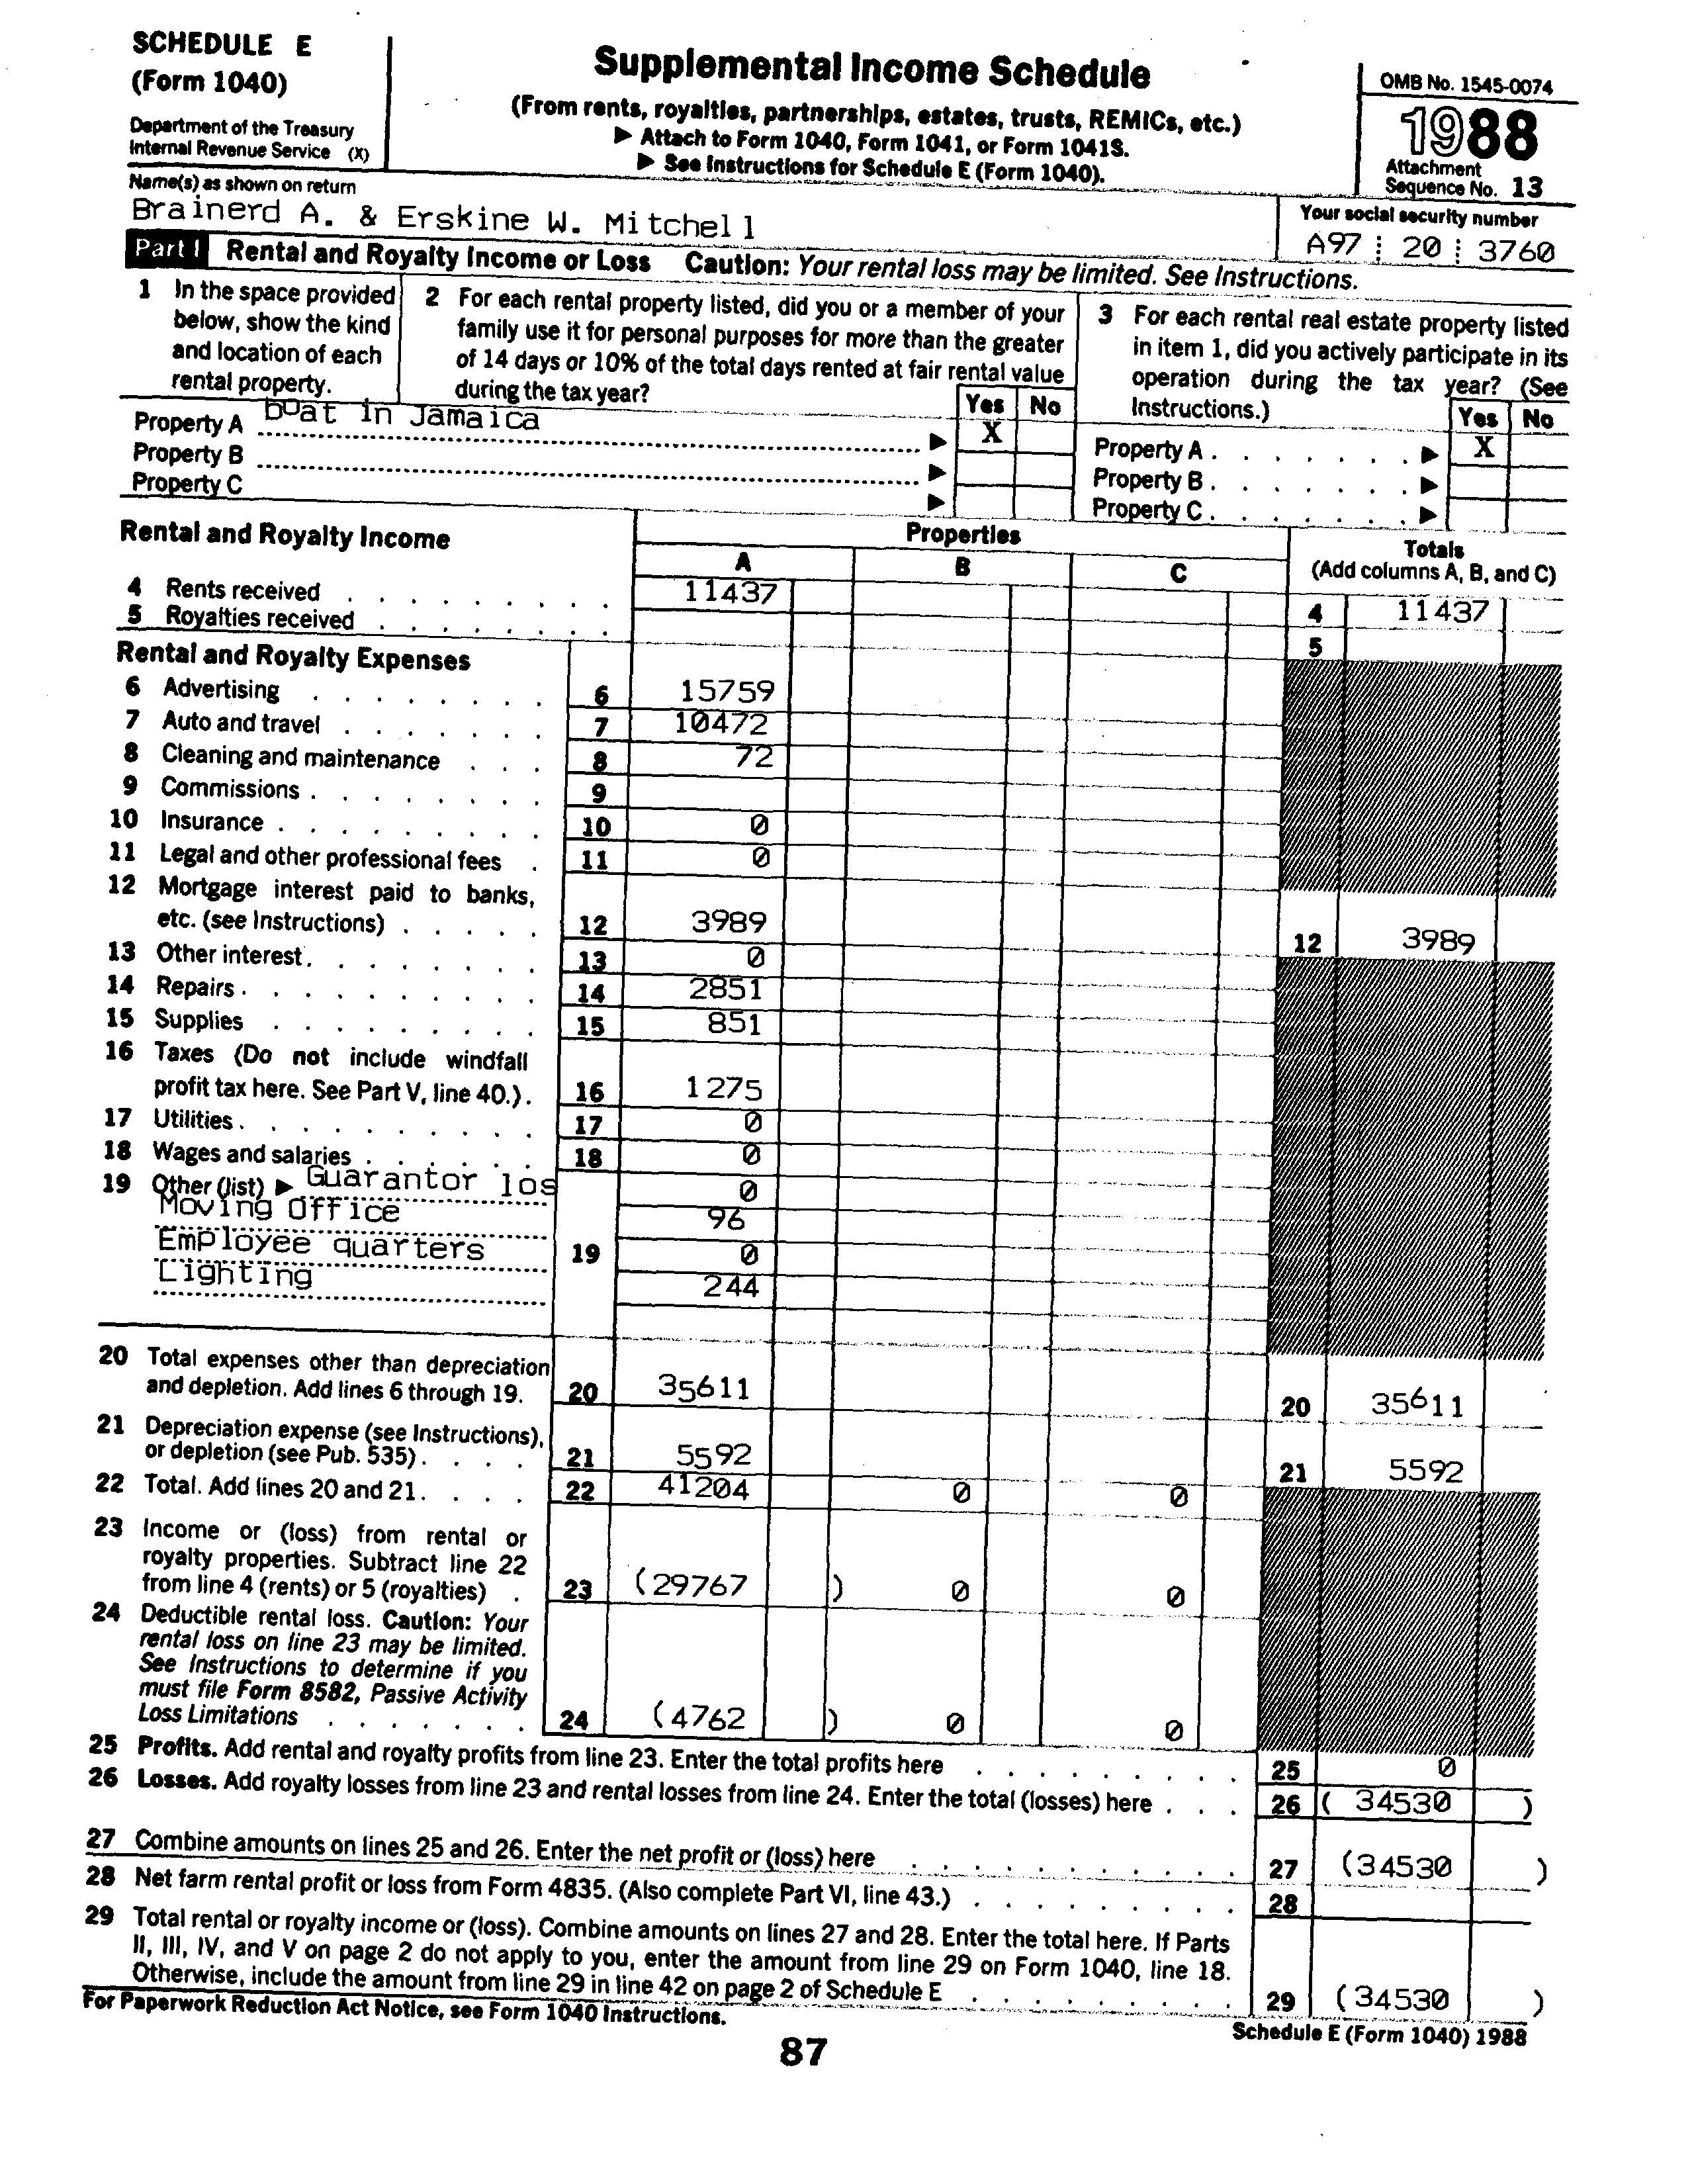 SCHEDULE E
(Form 1040)
Department of the Treasury
Internal Revenue Service (X)
Supplemental Income Schedule
(From rents, royalties, partnerships, estates, trusts, REMICs, etc.)
▶ Attach to Form 1040, Form 1041, or Form 1041S.
▶ See Instructions for Schedule E (Form 1040).
OMB No. 1545-0074
1988
Attachment
Sequence No. 13
Name(s) as shown on return
Brainerd A. & Erskine W. Mitchell
Your social security number
A97 20 3760
Part I Rental and Royalty Income or Loss Caution: Your rental loss may be limited. See Instructions.
1 In the space provided
below, show the kind
and location of each
rental property.
2 For each rental property listed, did you or a member of your
family use it for personal purposes for more than the greater
of 14 days or 10% of the total days rented at fair rental value
during the tax year?
Yes No
3 For each rental real estate property listed
in item 1, did you actively participate in its
operation during the tax year? (See
Instructions.)
Yes No
Property A boat in Jamaica ▶ X
Property B ▶
Property C ▶
Property A . . . . . . . ▶ X
Property B . . . . . . . ▶
Property C . . . . . . . ▶
Rental and Royalty Income
Properties
A B C
Totals
(Add columns A, B, and C)
4 Rents received . . . . . . . . . 11437 4 11437
5 Royalties received . . . . . . . . 5
Rental and Royalty Expenses
6 Advertising . . . . . . . 6 15759
7 Auto and travel . . . . . . . 7 10472
8 Cleaning and maintenance . . . 8 72
9 Commissions . . . . . . . . 9
10 Insurance . . . . . . . . . 10 0
11 Legal and other professional fees . 11 0
12 Mortgage interest paid to banks,
etc. (see Instructions) . . . . . 12 3989 12 3989
13 Other interest . . . . . . . . 13 0
14 Repairs . . . . . . . . . . 14 2851
15 Supplies . . . . . . . . . 15 851
16 Taxes (Do not include windfall
profit tax here. See Part V, line 40.) . 16 1275
17 Utilities . . . . . . . . . . 17 0
18 Wages and salaries . . . . . . 18 0
19 Other (list) ▶ Guarantor los 0
Moving Office 96
Employee quarters 19 0
Lighting 244
20 Total expenses other than depreciation
and depletion. Add lines 6 through 19. 20 35611 20 35611
21 Depreciation expense (see Instructions),
or depletion (see Pub. 535) . . . . 21 5592 21 5592
22 Total. Add lines 20 and 21. . . . . 22 41204 0 0
23 Income or (loss) from rental or
royalty properties. Subtract line 22
from line 4 (rents) or 5 (royalties) . 23 (29767 ) 0 0
24 Deductible rental loss. Caution: Your
rental loss on line 23 may be limited.
See Instructions to determine if you
must file Form 8582, Passive Activity
Loss Limitations . . . . . . . 24 (4762 ) 0 0
25 Profits. Add rental and royalty profits from line 23. Enter the total profits here . . . . . . . . . 25 0
26 Losses. Add royalty losses from line 23 and rental losses from line 24. Enter the total (losses) here . . . 26 ( 34530 )
27 Combine amounts on lines 25 and 26. Enter the net profit or (loss) here . . . . . . . . . . . 27 (34530 )
28 Net farm rental profit or loss from Form 4835. (Also complete Part VI, line 43.) . . . . . . . . . 28
29 Total rental or royalty income or (loss). Combine amounts on lines 27 and 28. Enter the total here. If Parts
II, III, IV, and V on page 2 do not apply to you, enter the amount from line 29 on Form 1040, line 18.
Otherwise, include the amount from line 29 in line 42 on page 2 of Schedule E . . . . . . . . . 29 (34530 )
For Paperwork Reduction Act Notice, see Form 1040 Instructions.
Schedule E (Form 1040) 1988
87